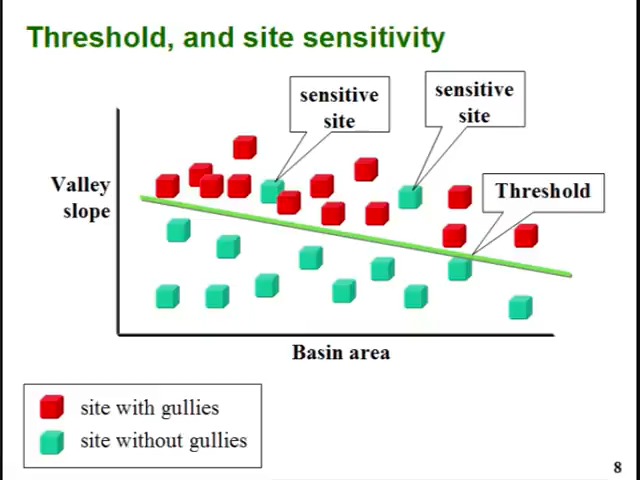 Threshold, and site sensitivity
sensitive
site
sensitive
site
Valley
slope
Threshold
Basin area
site with gullies
site without gullies
8